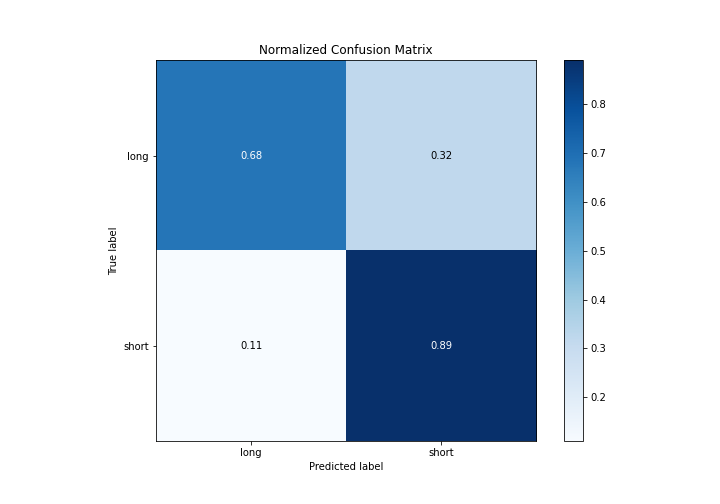 Normalized Confusion Matrix
True label
long
0.68
0.32
short
0.11
0.89
long
short
Predicted label
0.8
0.7
0.6
0.5
0.4
0.3
0.2